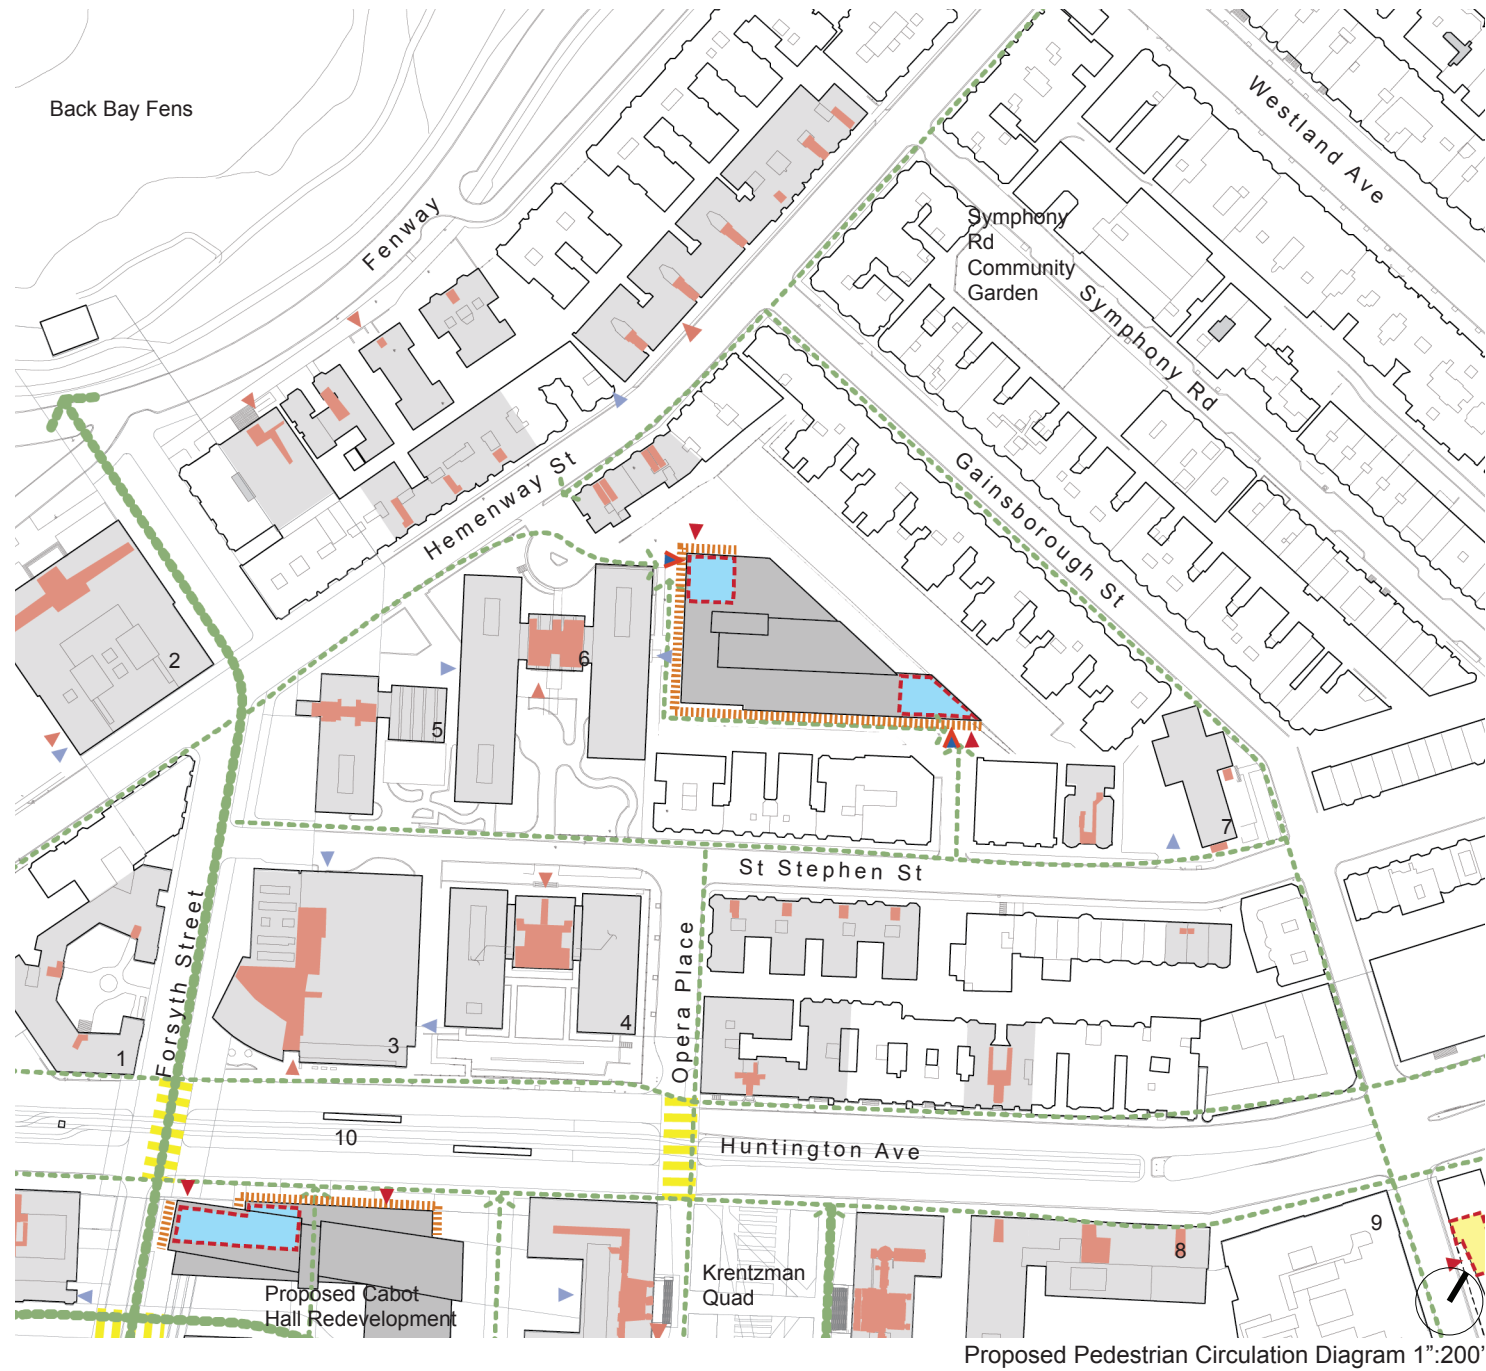 Back Bay Fens
Westland Ave
Fenway
Symphony
Rd
Community
Garden
Symphony Rd
Gainsborough St
Hemenway St
2
6
5
7
St Stephen St
Forsyth Street
Opera Place
4
3
1
10
Huntington Ave
9
8
Krentzman
Quad
Proposed Cabot
Hall Redevelopment
Proposed Pedestrian Circulation Diagram 1":200'